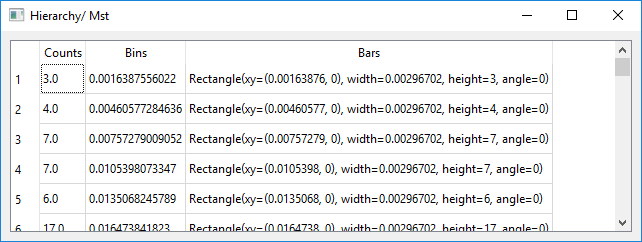 Hierarchy/ Mst
Counts Bins Bars
1 3.0 0.0016387556022 Rectangle(xy=(0.00163876, 0), width=0.00296702, height=3, angle=0)
2 4.0 0.00460577284636 Rectangle(xy=(0.00460577, 0), width=0.00296702, height=4, angle=0)
3 7.0 0.00757279009052 Rectangle(xy=(0.00757279, 0), width=0.00296702, height=7, angle=0)
4 7.0 0.0105398073347 Rectangle(xy=(0.0105398, 0), width=0.00296702, height=7, angle=0)
5 6.0 0.0135068245789 Rectangle(xy=(0.0135068, 0), width=0.00296702, height=6, angle=0)
6 17.0 0.016473841823 Rectangle(xy=(0.0164738, 0), width=0.00296702, height=17, angle=0)